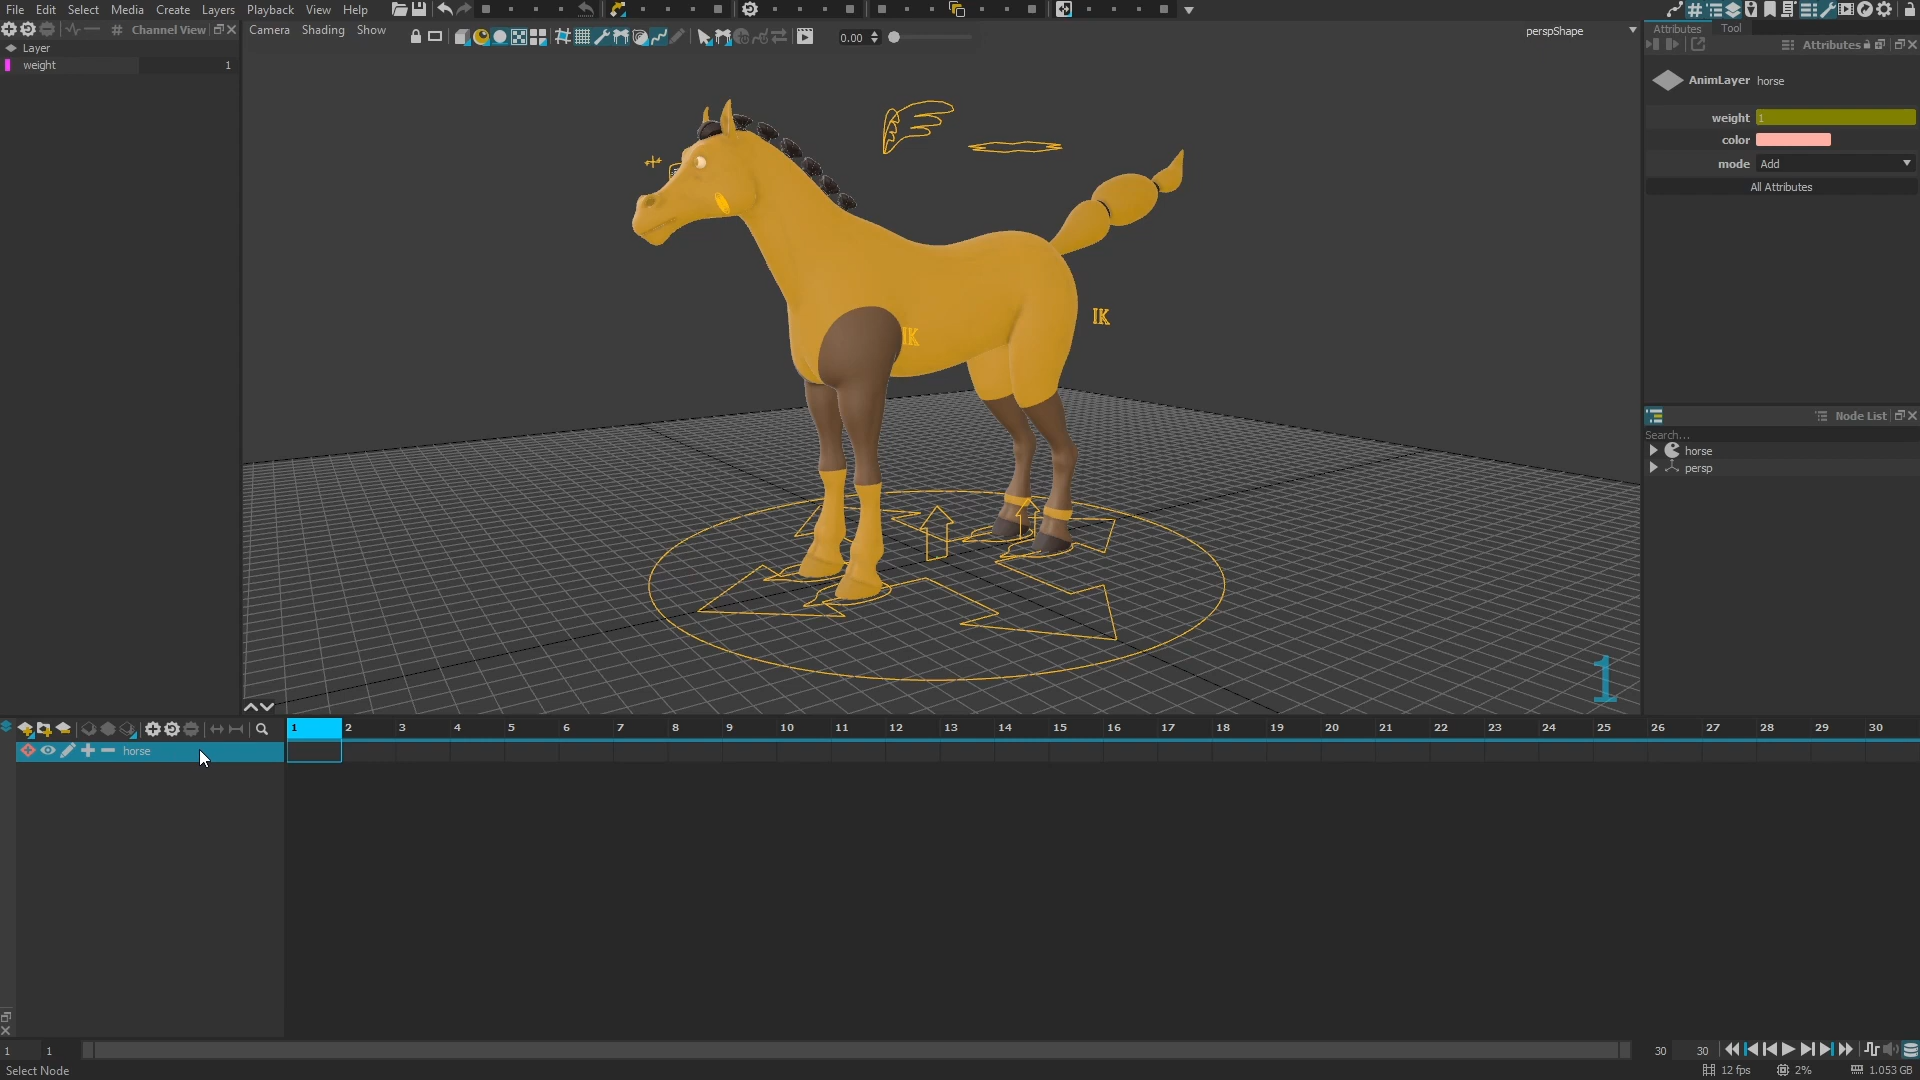 File Edit Select Media Create Layers Playback View Help
Channel View
Camera Shading Show
0.00
perspShape
Attributes Tool
Attributes
Layer
weight 1
AnimLayer horse
weight 1
color
mode Add
All Attributes
IK
IK
Node List
Search...
horse
persp
1
1 2 3 4 5 6 7 8 9 10 11 12 13 14 15 16 17 18 19 20 21 22 23 24 25 26 27 28 29 30
horse
1 1 30 30
Select Node
12 fps 2% 1.053 GB